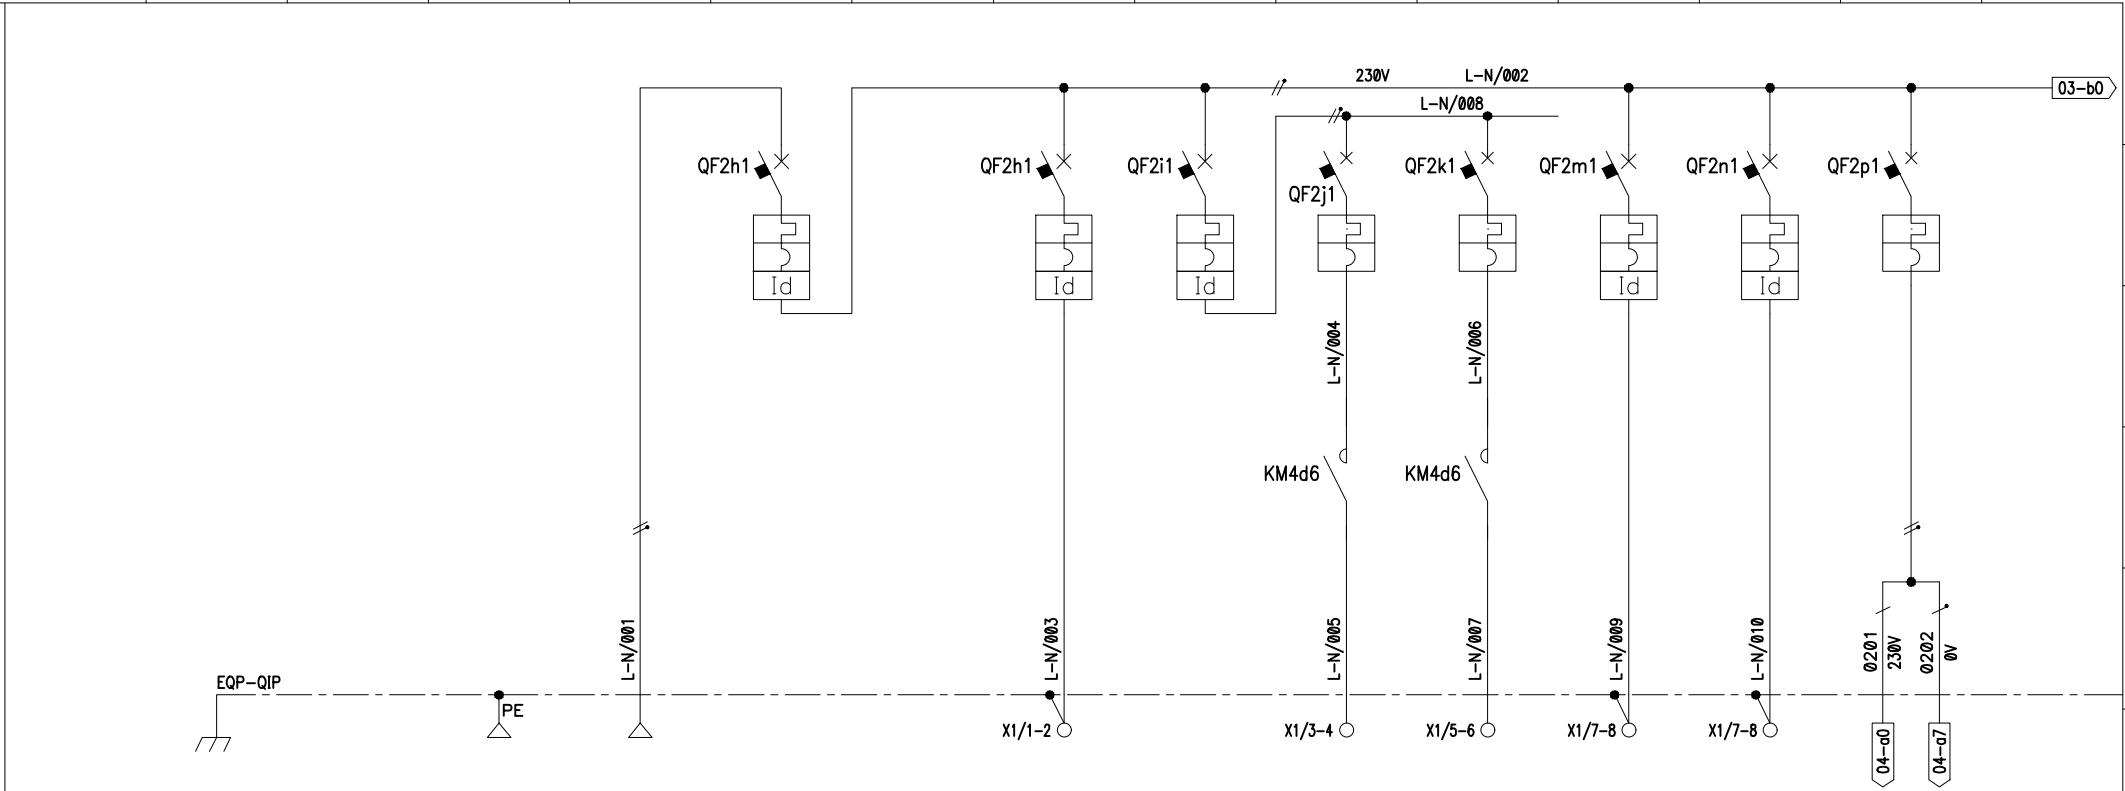 230V
L-N/002
03-b0
L-N/008
QF2h1
QF2h1
QF2i1
QF2j1
QF2k1
QF2m1
QF2n1
QF2p1
Id
Id
Id
Id
Id
L-N/004
L-N/006
KM4d6
KM4d6
L-N/001
L-N/003
L-N/005
L-N/007
L-N/009
L-N/010
0201
230V
0202
0V
EQP-QIP
PE
X1/1-2
X1/3-4
X1/5-6
X1/7-8
X1/7-8
04-a0
04-a7